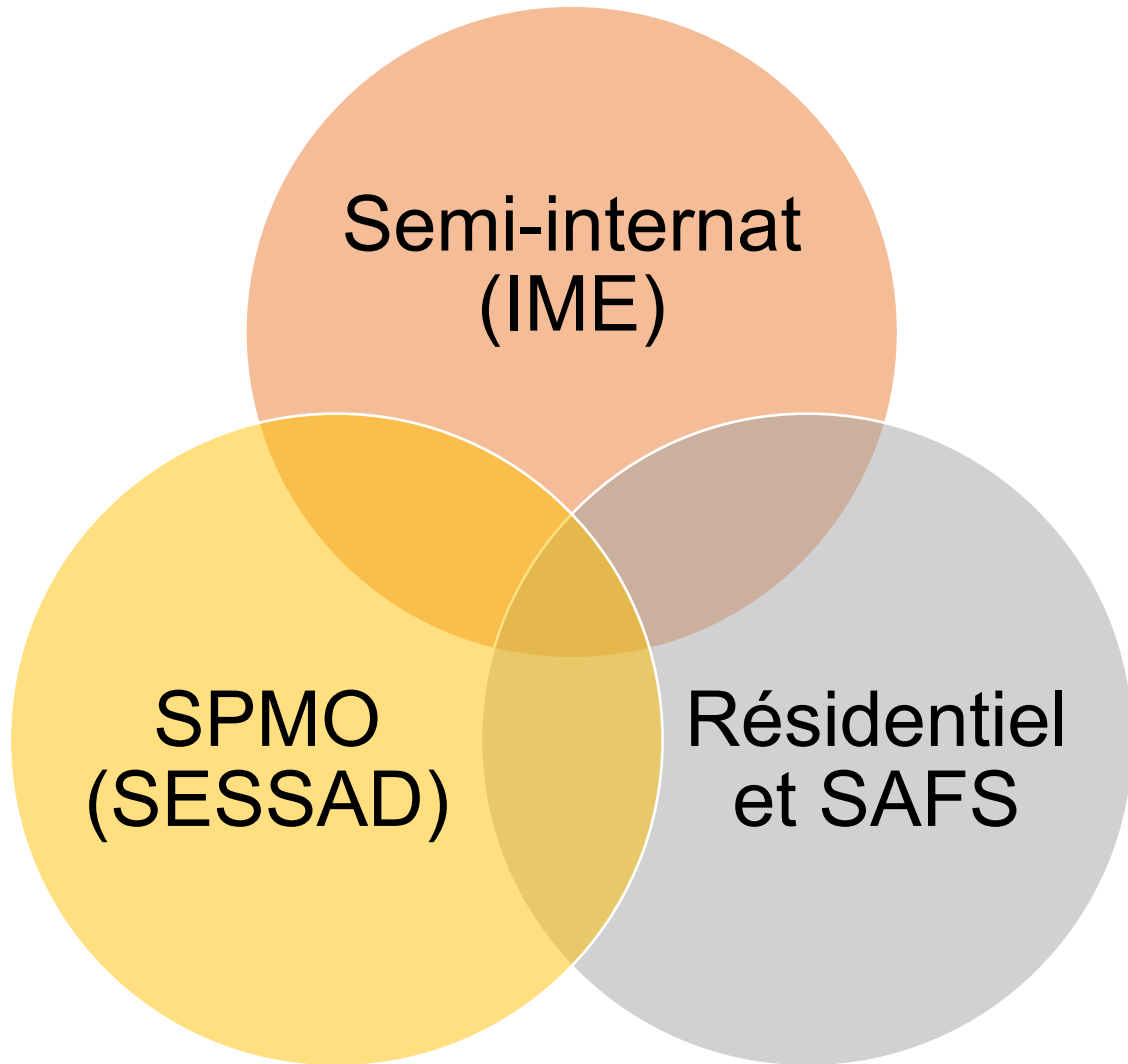 Semi-internat
(IME)
SPMO
(SESSAD)
Résidentiel
et SAFS